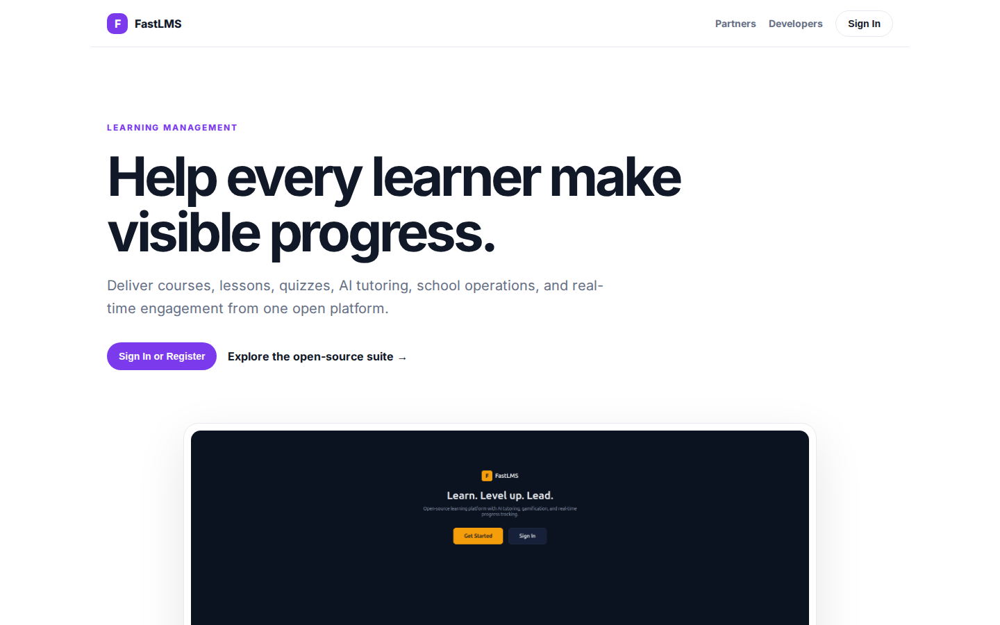 F FastLMS
Partners Developers Sign In
LEARNING MANAGEMENT
Help every learner make
visible progress.
Deliver courses, lessons, quizzes, AI tutoring, school operations, and real-
time engagement from one open platform.
Sign In or Register Explore the open-source suite →
F FastLMS
Learn. Level up. Lead.
Open-source learning platform with AI tutoring, gamification, and real-time
progress tracking.
Get Started Sign In